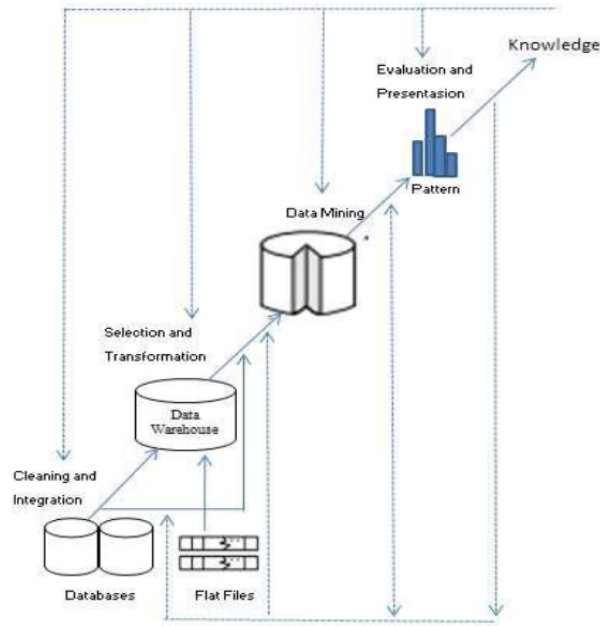 Knowledge
Evaluation and
Presentasion
Pattern
Data Mining
Selection and
Transformation
Data
Warehouse
Cleaning and
Integration
Databases
Flat Files